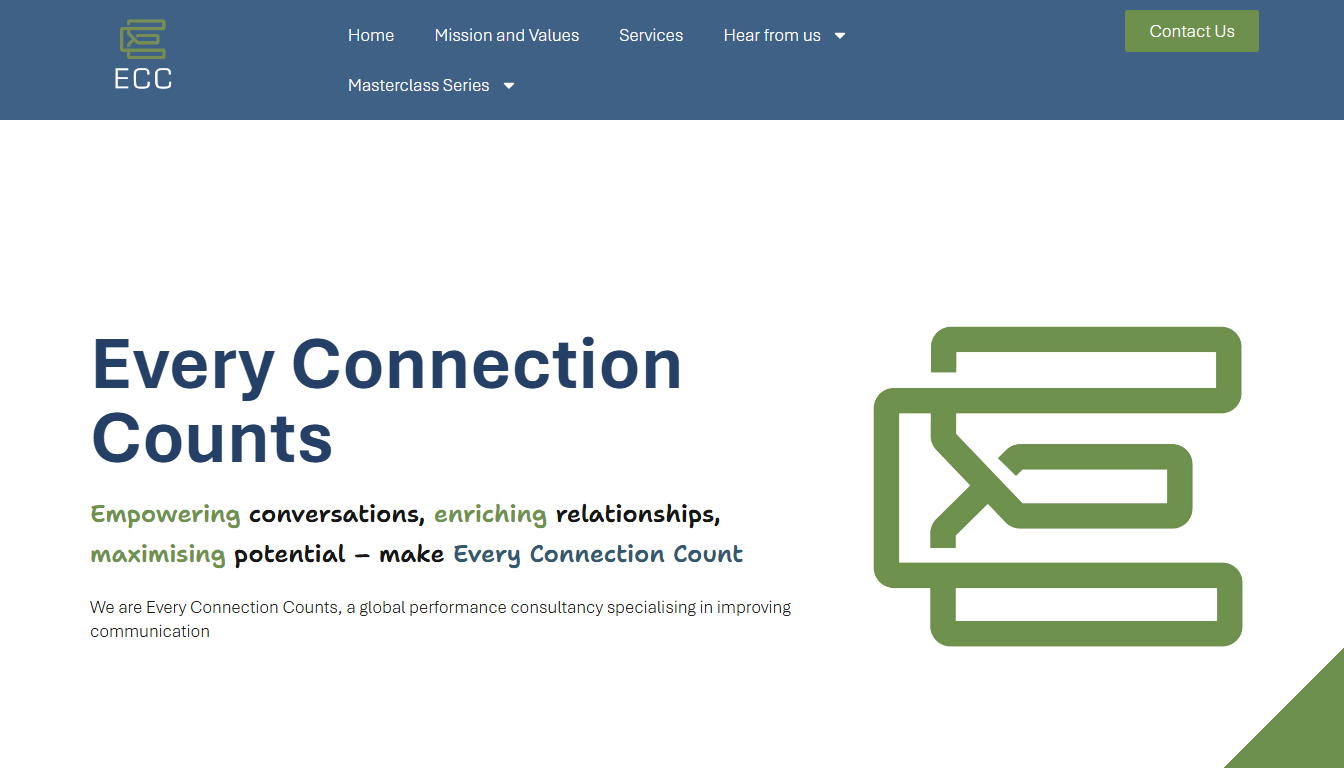 ECC
Home
Mission and Values
Services
Hear from us
Masterclass Series
Contact Us
Every Connection
Counts
Empowering conversations, enriching relationships,
maximising potential – make Every Connection Count
We are Every Connection Counts, a global performance consultancy specialising in improving
communication